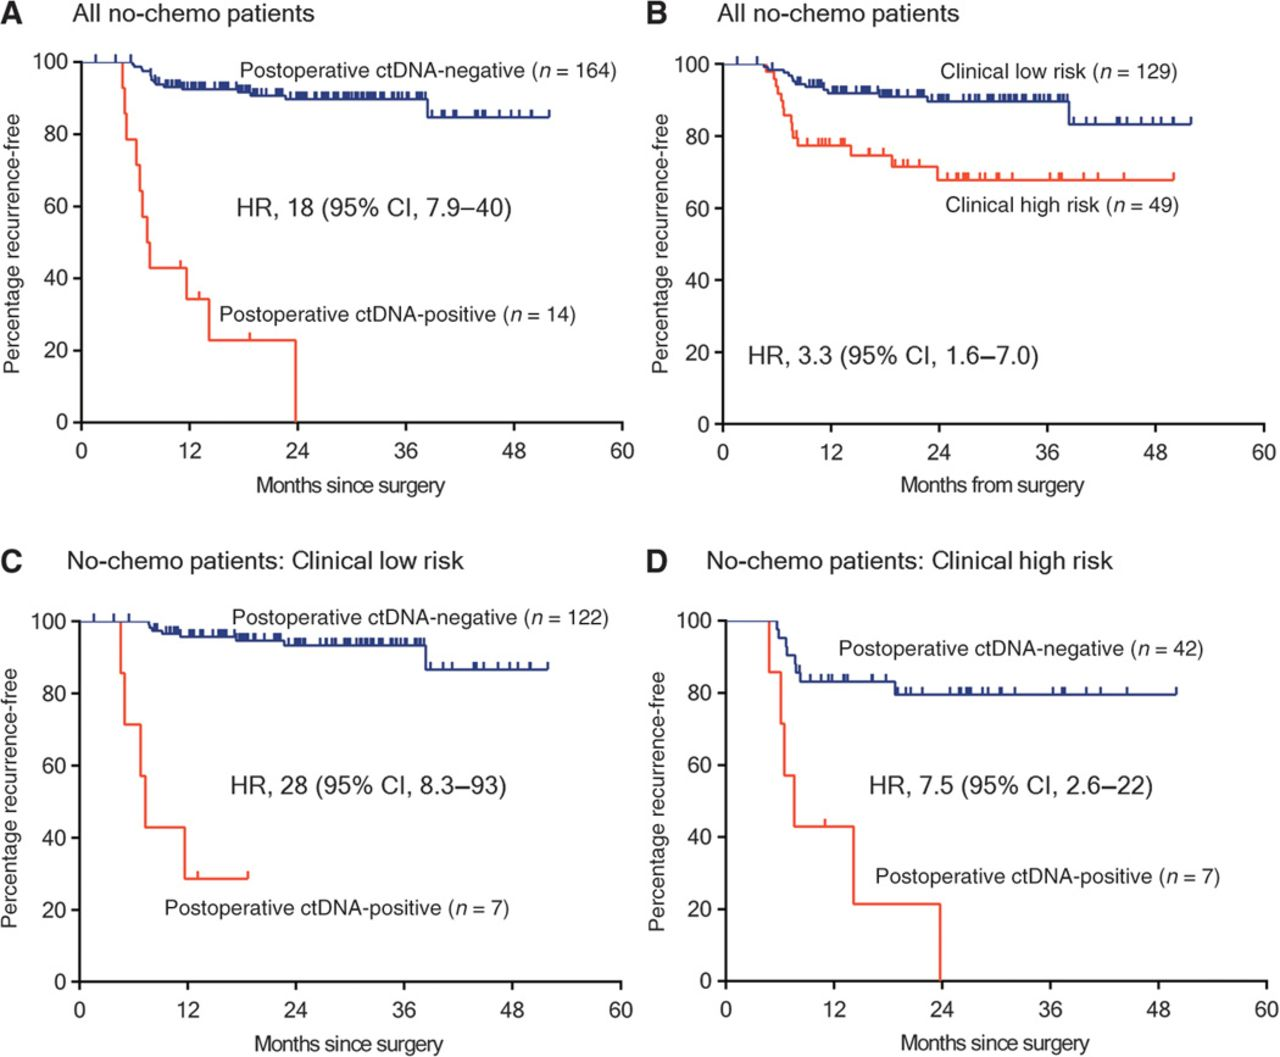 A All no-chemo patients
100
80
60
40
20
0
Percentage recurrence-free
Postoperative ctDNA-negative (n = 164)
HR, 18 (95% CI, 7.9–40)
Postoperative ctDNA-positive (n = 14)
0 12 24 36 48 60
Months since surgery
B All no-chemo patients
100
80
60
40
20
0
Percentage recurrence-free
Clinical low risk (n = 129)
Clinical high risk (n = 49)
HR, 3.3 (95% CI, 1.6–7.0)
0 12 24 36 48 60
Months from surgery
C No-chemo patients: Clinical low risk
100
80
60
40
20
0
Percentage recurrence-free
Postoperative ctDNA-negative (n = 122)
HR, 28 (95% CI, 8.3–93)
Postoperative ctDNA-positive (n = 7)
0 12 24 36 48 60
Months since surgery
D No-chemo patients: Clinical high risk
100
80
60
40
20
0
Percentage recurrence-free
Postoperative ctDNA-negative (n = 42)
HR, 7.5 (95% CI, 2.6–22)
Postoperative ctDNA-positive (n = 7)
0 12 24 36 48 60
Months since surgery